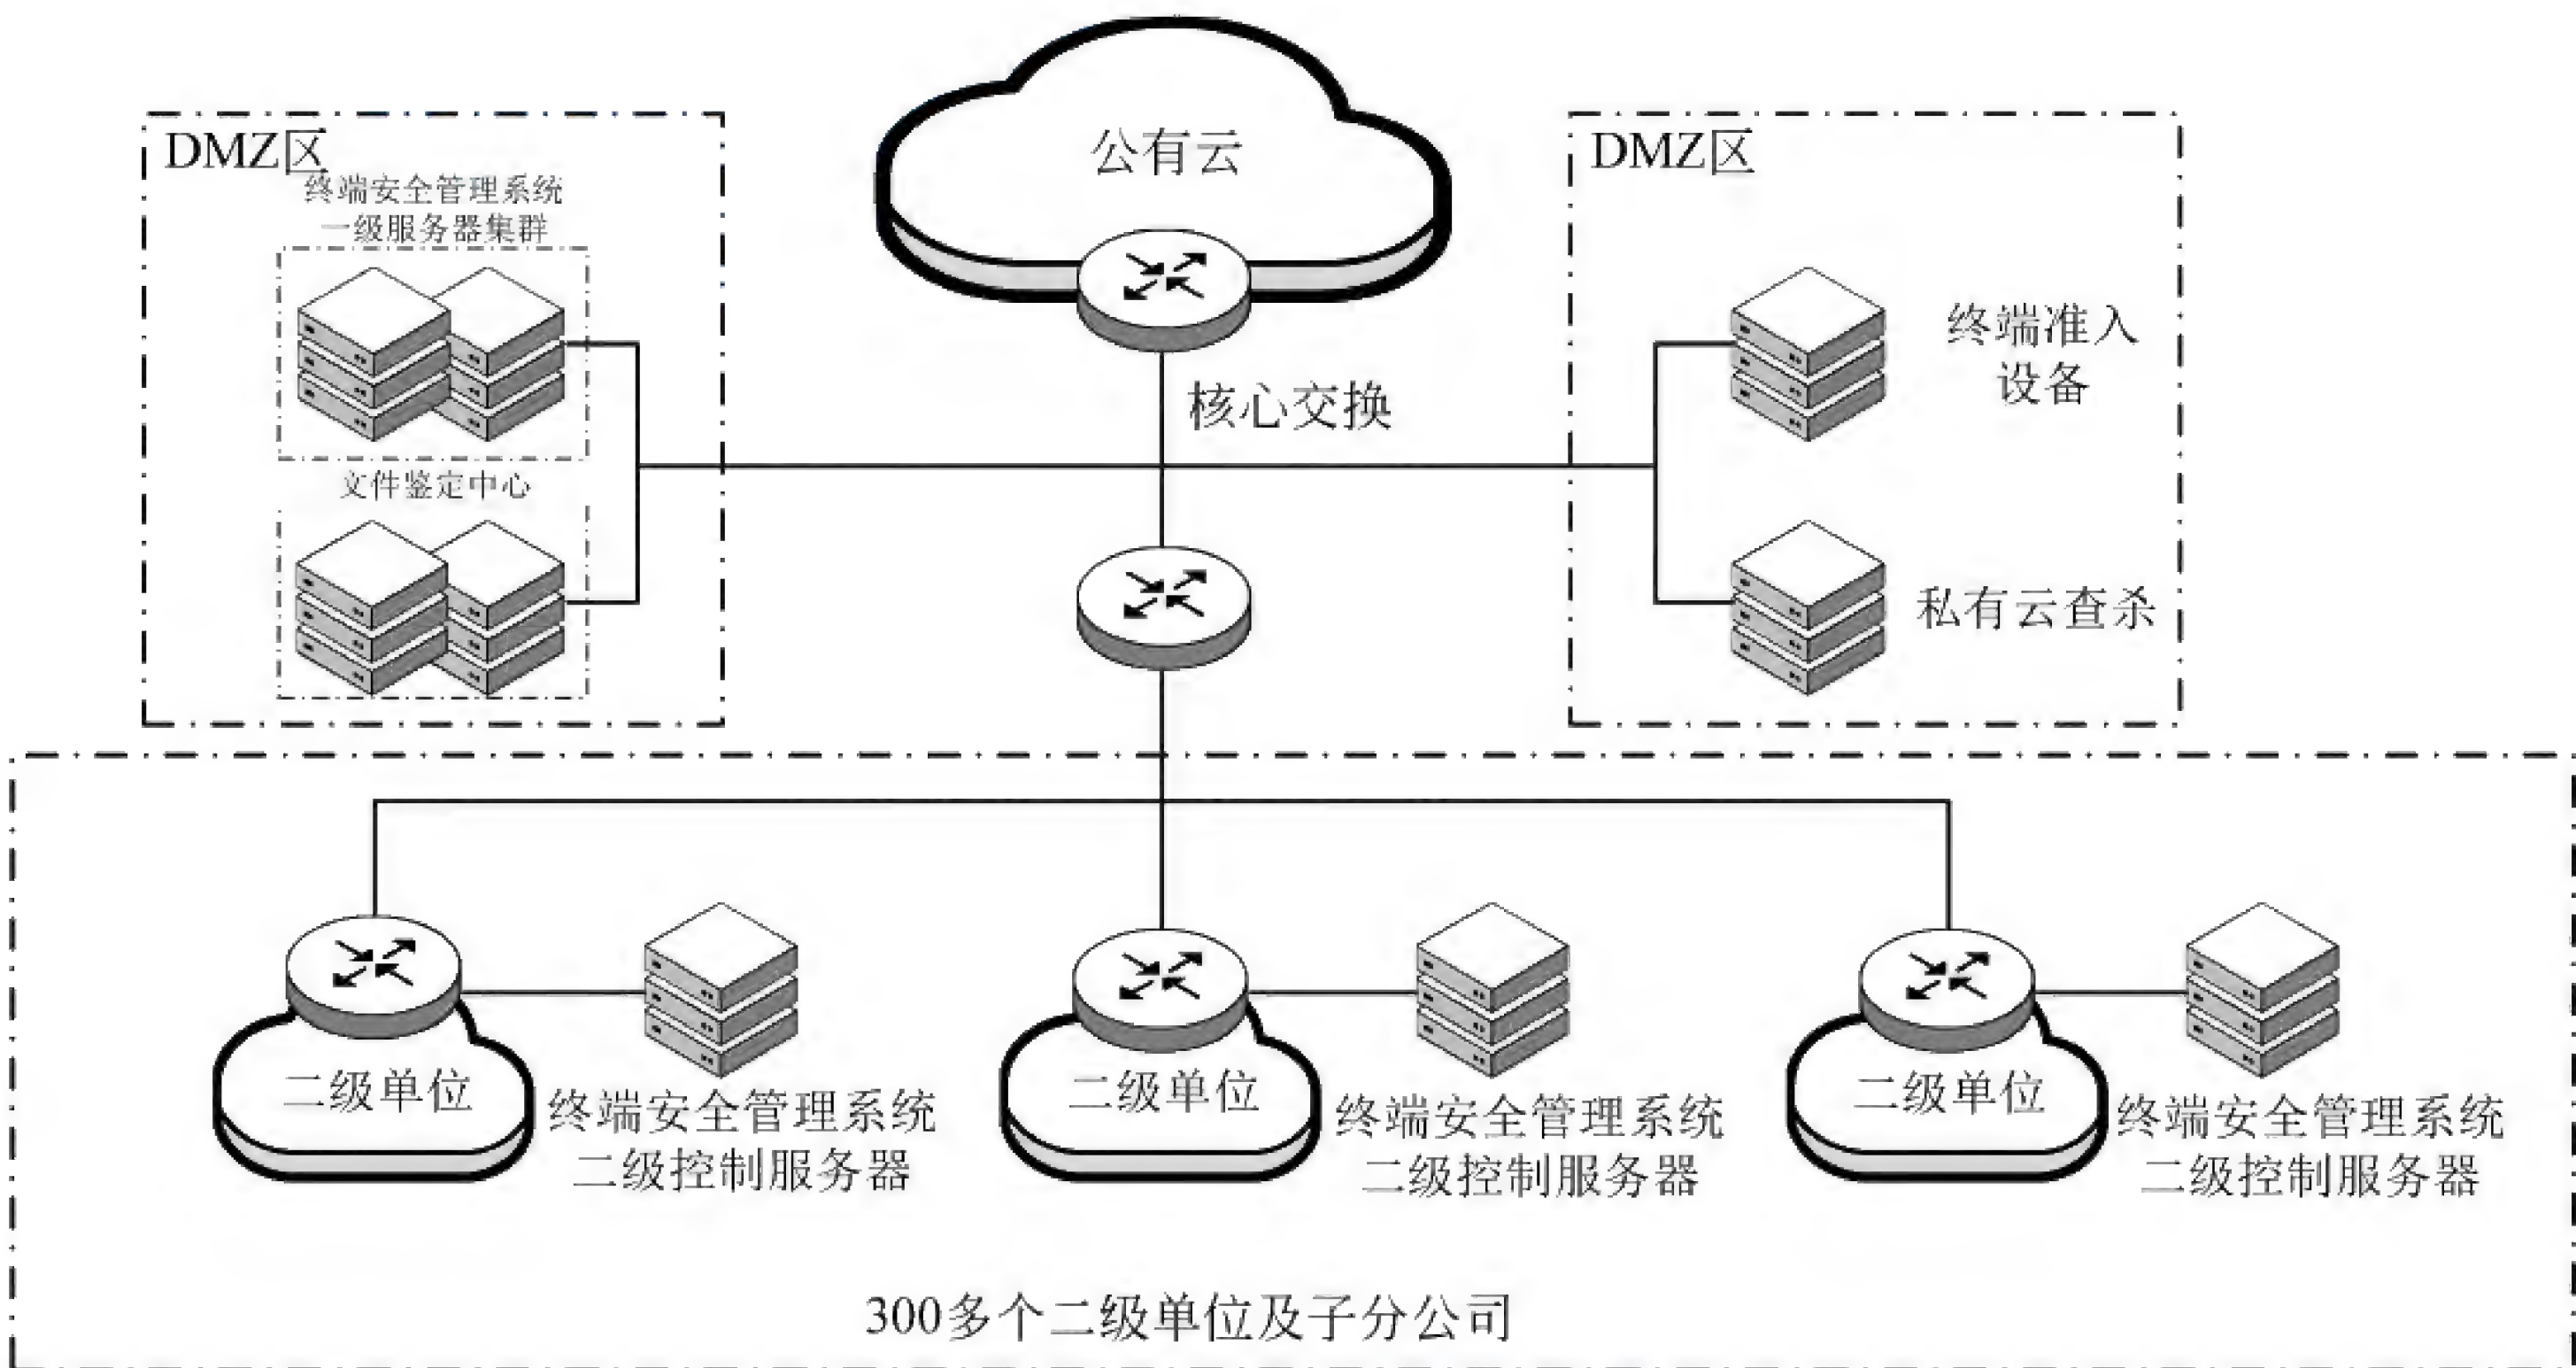 公有云
DMZ区
终端安全管理系统
一级服务器集群
文件鉴定中心
核心交换
DMZ区
终端准入
设备
私有云查杀
二级单位
终端安全管理系统
二级控制服务器
二级单位
终端安全管理系统
二级控制服务器
二级单位
终端安全管理系统
二级控制服务器
300多个二级单位及子分公司